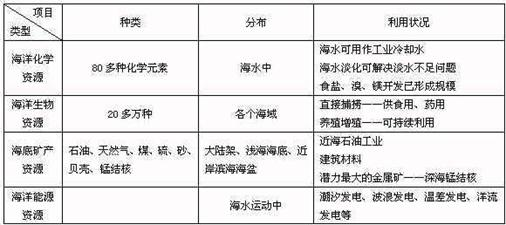 项目
类型
种类
分布
利用状况
海洋化学
资源
80多种化学元素
海水中
海水可用作工业冷却水
海水淡化可解决淡水不足问题
食盐、溴、镁开发已形成规模
海洋生物
资源
20多万种
各个海域
直接捕捞——供食用、药用
养殖增殖——可持续利用
海底矿产
资源
石油、天然气、煤、硫、砂、
贝壳、锰结核
大陆架、浅海海底、近
岸滨海海盆
近海石油工业
建筑材料
潜力最大的金属矿——深海锰结核
海洋能源
资源
海水运动中
潮汐发电、波浪发电、温差发电、洋流
发电等